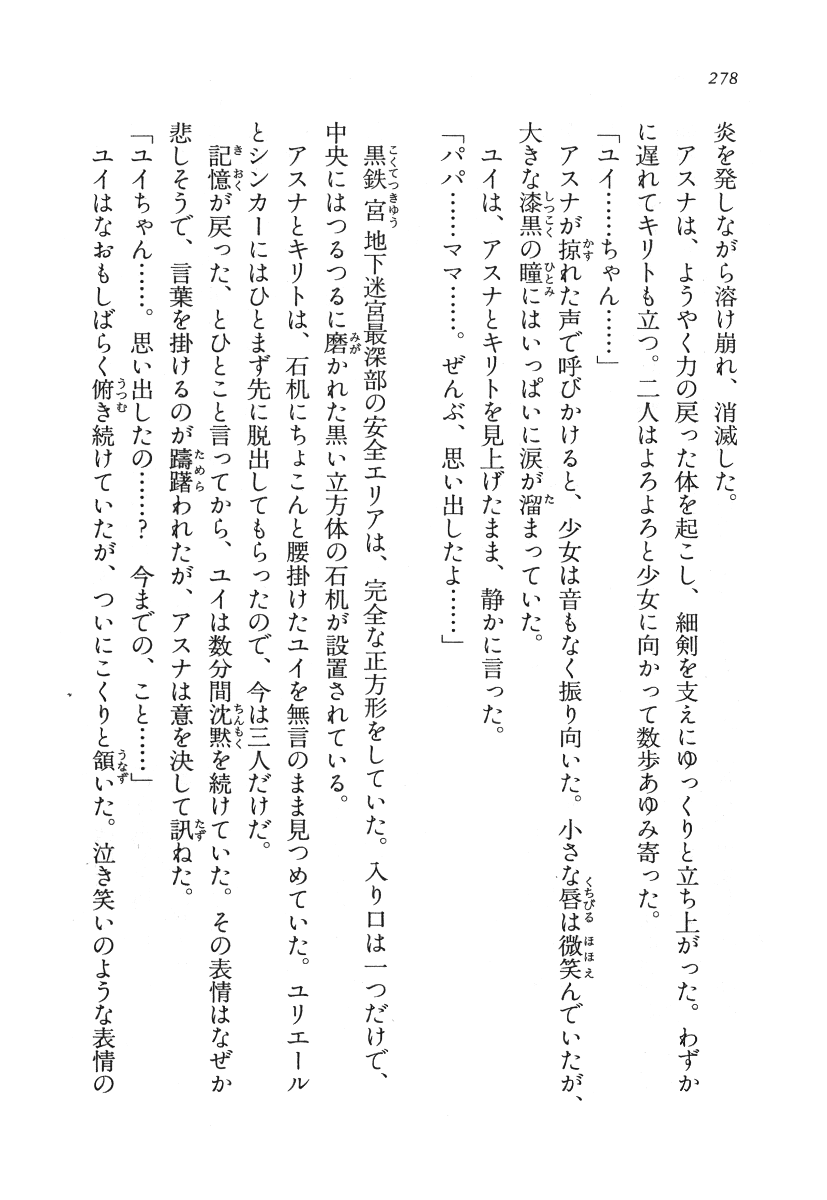 278
炎を発しながら溶け崩れ、消滅した。
アスナは、ようやく力の戻った体を起こし、細剣を支えにゆっくりと立ち上がった。わずか
に遅れてキリトも立つ。二人はよろよろと少女に向かって数歩あゆみ寄った。
「ユイ……ちゃん……」
アスナが掠れた声で呼びかけると、少女は音もなく振り向いた。小さな唇は微笑んでいたが、
大きな漆黒の瞳にはいっぱいに涙が溜まっていた。
ユイは、アスナとキリトを見上げたまま、静かに言った。
「パパ……ママ……。ぜんぶ、思い出したよ……」
黒鉄宮地下迷宮最深部の安全エリアは、完全な正方形をしていた。入り口は一つだけで、
中央にはつるつるに磨かれた黒い立方体の石机が設置されている。
アスナとキリトは、石机にちょこんと腰掛けたユイを無言のまま見つめていた。ユリエール
とシンカーにはひとまず先に脱出してもらったので、今は三人だけだ。
記憶が戻った、とひとこと言ってから、ユイは数分間沈黙を続けていた。その表情はなぜか
悲しそうで、言葉を掛けるのが躊躇われたが、アスナは意を決して訊ねた。
「ユイちゃん……。思い出したの……？　今までの、こと……」
ユイはなおもしばらく俯き続けていたが、ついにこくりと頷いた。泣き笑いのような表情の